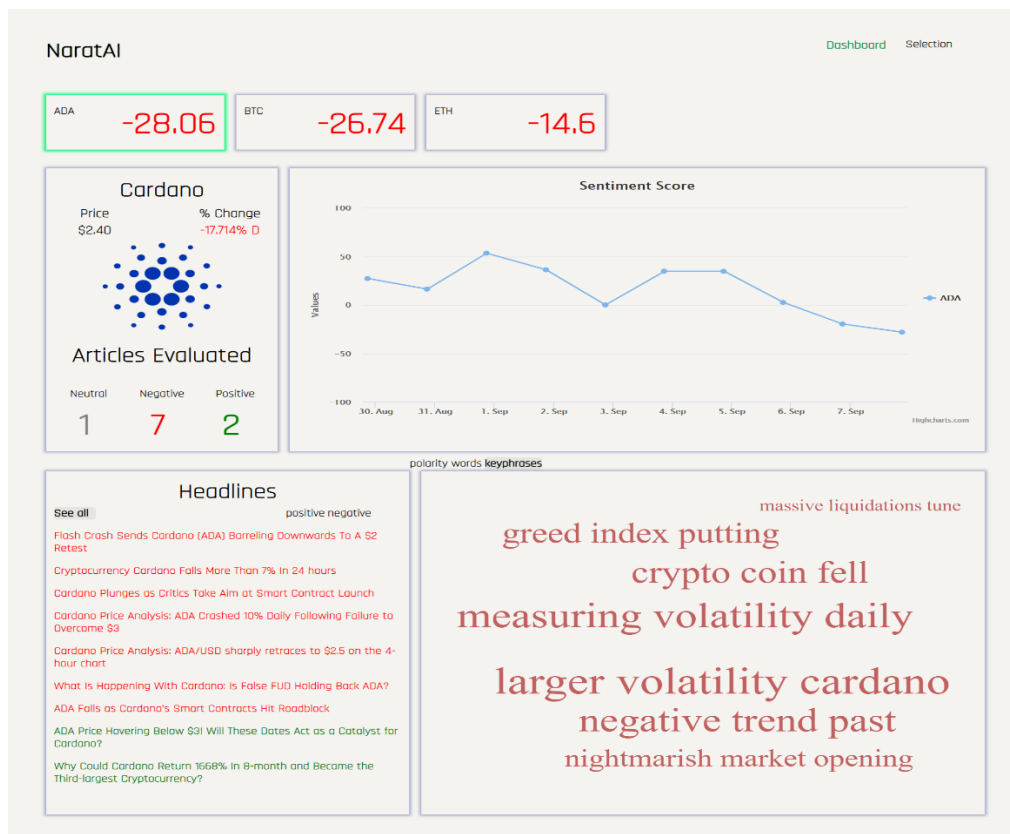 NaratAI
Dashboard Selection
ADA -28.06
BTC -26.74
ETH -14.6
Cardano
Price % Change
$2.40 -17.714% D
Articles Evaluated
Neutral Negative Positive
1 7 2
Sentiment Score
100
50
0
-50
-100
Values
30. Aug 31. Aug 1. Sep 2. Sep 3. Sep 4. Sep 5. Sep 6. Sep 7. Sep
ADA
Highcharts.com
polarity words keyphrases
Headlines
See all positive negative
Flash Crash Sends Cardano (ADA) Barreling Downwards To A $2
Retest
Cryptocurrency Cardano Falls More Than 7% In 24 hours
Cardano Plunges as Critics Take Aim at Smart Contract Launch
Cardano Price Analysis: ADA Crashed 10% Daily Following Failure to
Overcome $3
Cardano Price Analysis: ADA/USD sharply retraces to $2.5 on the 4-
hour chart
What Is Happening With Cardano: Is False FUD Holding Back ADA?
ADA Falls as Cardano's Smart Contracts Hit Roadblock
ADA Price Hovering Below $3! Will These Dates Act as a Catalyst for
Cardano?
Why Could Cardano Return 1668% In 8-month and Become the
Third-largest Cryptocurrency?
massive liquidations tune
greed index putting
crypto coin fell
measuring volatility daily
larger volatility cardano
negative trend past
nightmarish market opening